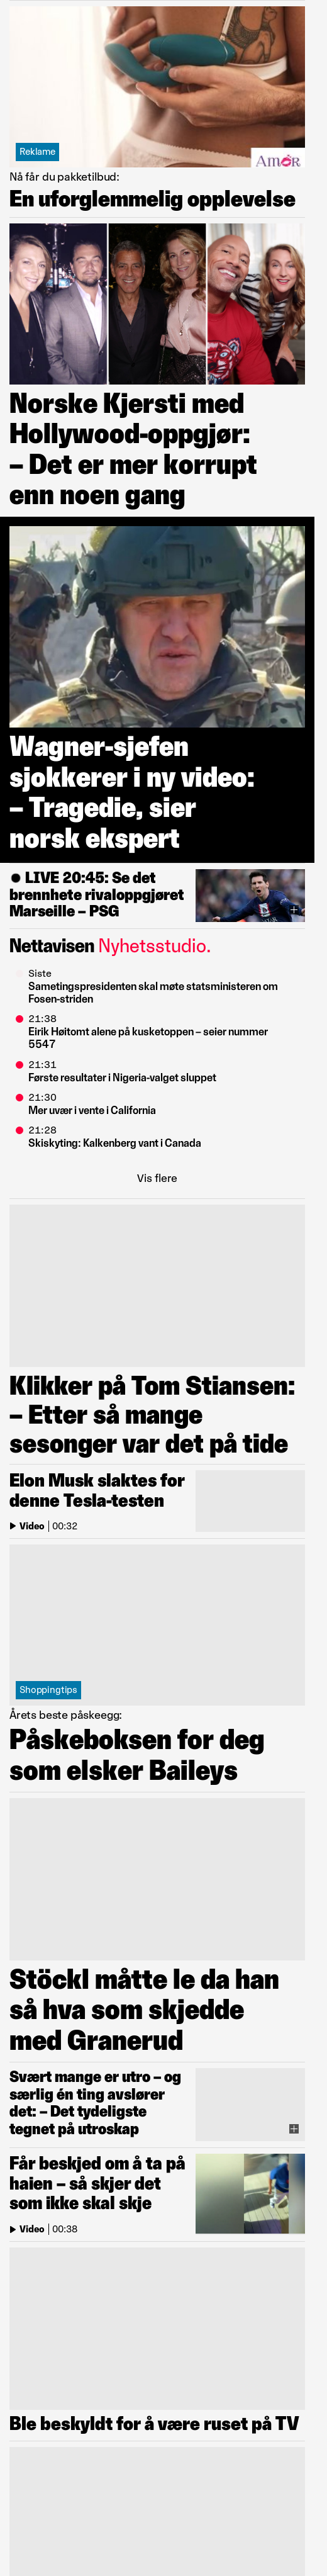 Reklame
AMOR
Nå får du pakketilbud:
En uforglemmelig opplevelse
Norske Kjersti med
Hollywood-oppgjør:
– Det er mer korrupt
enn noen gang
Wagner-sjefen
sjokkerer i ny video:
– Tragedie, sier
norsk ekspert
LIVE 20:45: Se det
brennhete rivaloppgjøret
Marseille – PSG
Nettavisen Nyhetsstudio.
Siste
Sametingspresidenten skal møte statsministeren om
Fosen-striden
21:38
Eirik Høitomt alene på kusketoppen – seier nummer
5547
21:31
Første resultater i Nigeria-valget sluppet
21:30
Mer uvær i vente i California
21:28
Skiskyting: Kalkenberg vant i Canada
Vis flere
Klikker på Tom Stiansen:
– Etter så mange
sesonger var det på tide
Elon Musk slaktes for
denne Tesla-testen
Video | 00:32
Shoppingtips
Årets beste påskeegg:
Påskeboksen for deg
som elsker Baileys
Stöckl måtte le da han
så hva som skjedde
med Granerud
Svært mange er utro – og
særlig én ting avslører
det: – Det tydeligste
tegnet på utroskap
Får beskjed om å ta på
haien – så skjer det
som ikke skal skje
Video | 00:38
Ble beskyldt for å være ruset på TV